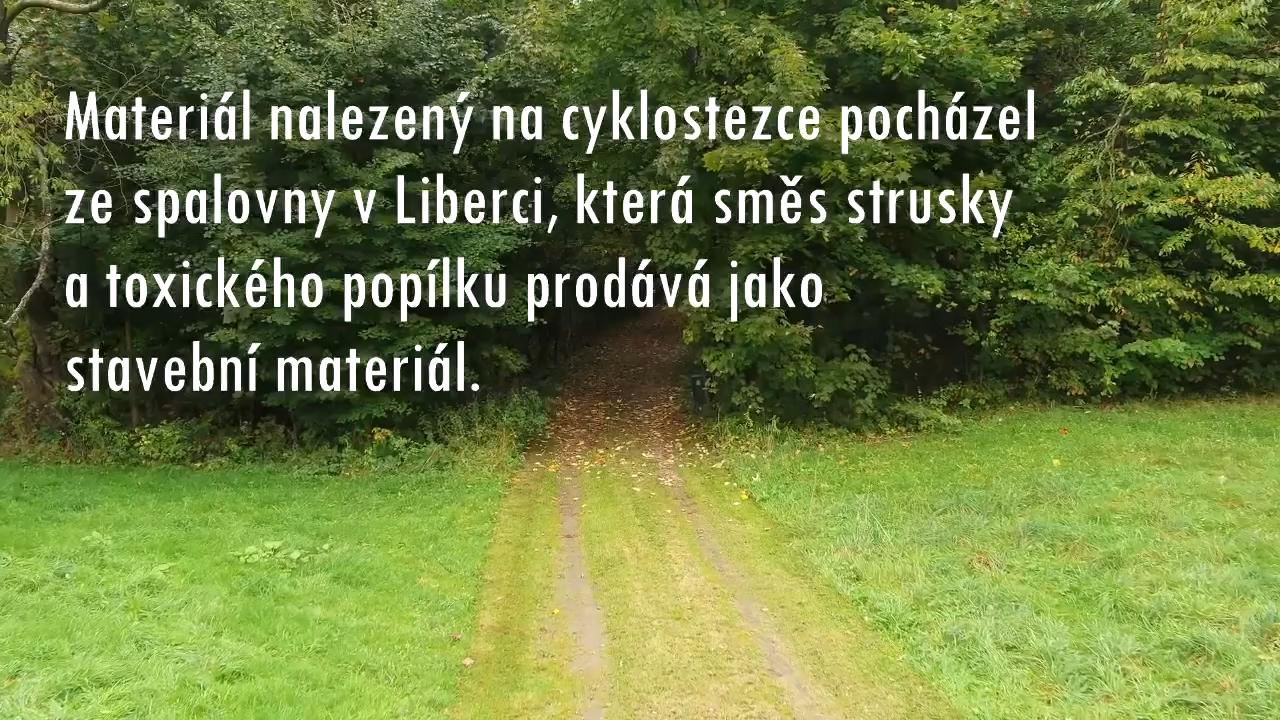 Materiál nalezený na cyklostezce pocházel
ze spalovny v Liberci, která směs strusky
a toxického popílku prodává jako
stavební materiál.